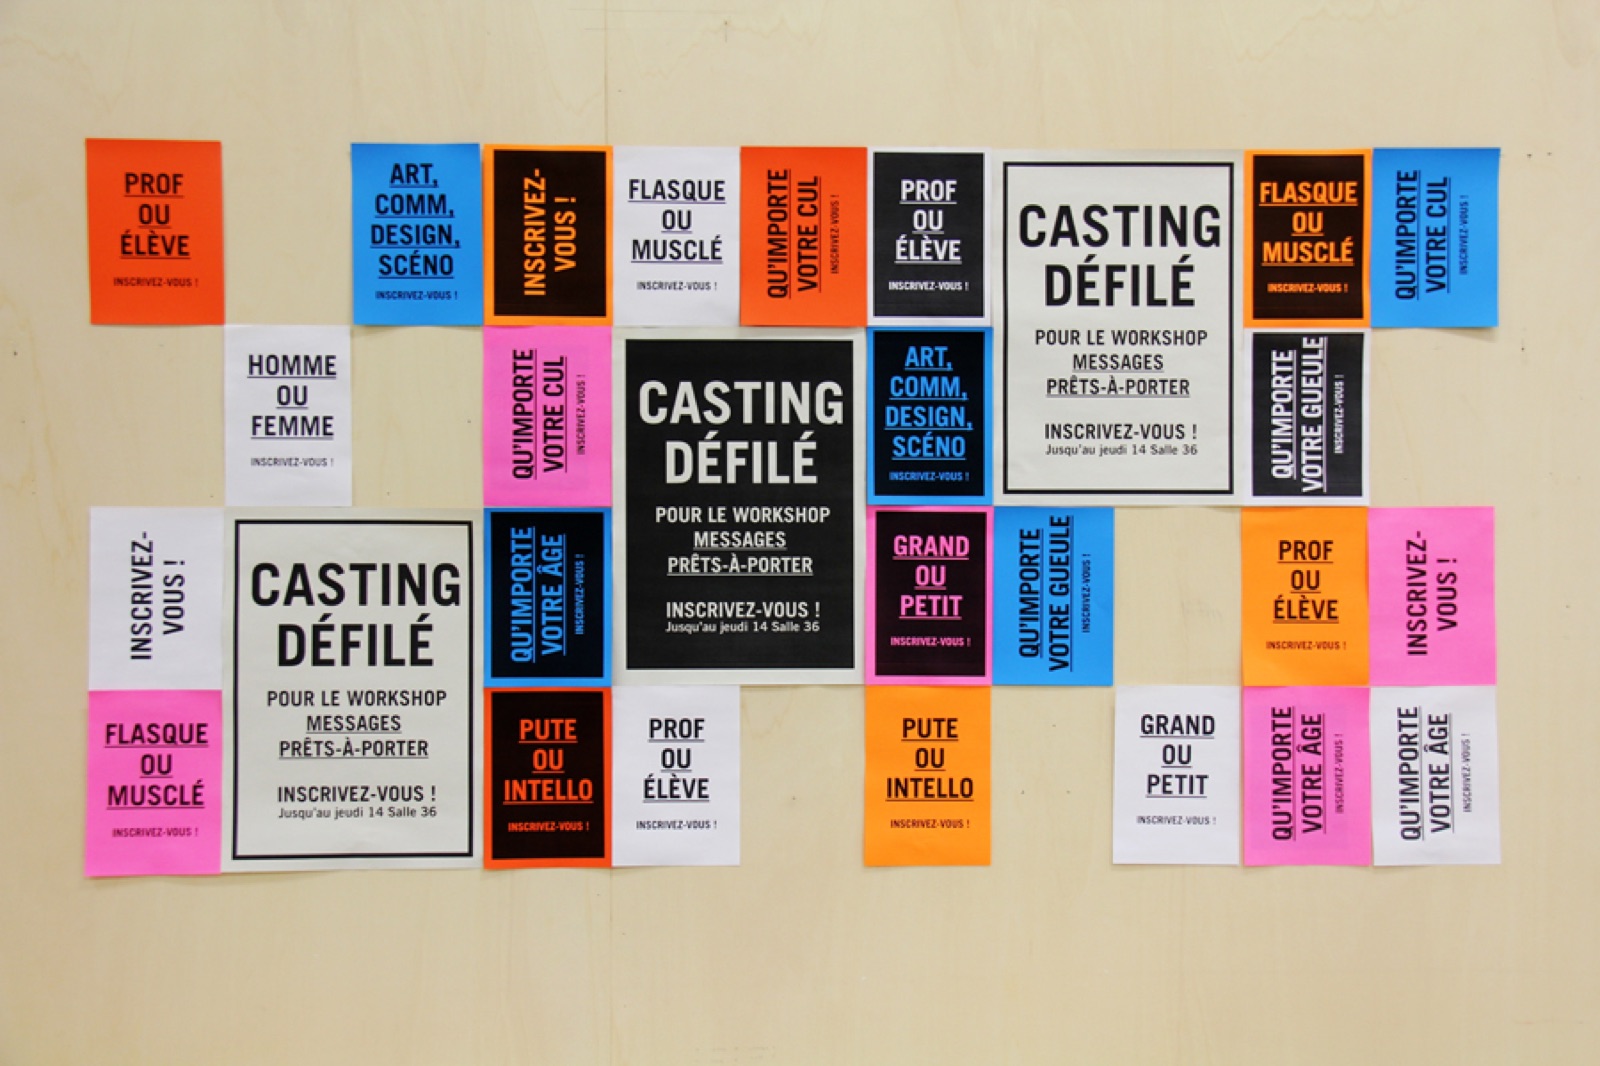 PROF
OU
ÉLÈVE
INSCRIVEZ-VOUS !
ART,
COMM,
DESIGN,
SCÉNO
INSCRIVEZ-VOUS !
INSCRIVEZ-
VOUS !
FLASQUE
OU
MUSCLÉ
INSCRIVEZ-VOUS !
QU'IMPORTE
VOTRE CUL
INSCRIVEZ-VOUS !
PROF
OU
ÉLÈVE
INSCRIVEZ-VOUS !
CASTING
DÉFILÉ
POUR LE WORKSHOP
MESSAGES
PRÊTS-À-PORTER
INSCRIVEZ-VOUS !
Jusqu'au jeudi 14 Salle 36
FLASQUE
OU
MUSCLÉ
INSCRIVEZ-VOUS !
QU'IMPORTE
VOTRE CUL
INSCRIVEZ-VOUS !
HOMME
OU
FEMME
INSCRIVEZ-VOUS !
QU'IMPORTE
VOTRE CUL
INSCRIVEZ-VOUS !
CASTING
DÉFILÉ
POUR LE WORKSHOP
MESSAGES
PRÊTS-À-PORTER
INSCRIVEZ-VOUS !
Jusqu'au jeudi 14 Salle 36
ART,
COMM,
DESIGN,
SCÉNO
INSCRIVEZ-VOUS !
QU'IMPORTE
VOTRE GUEULE
INSCRIVEZ-VOUS !
INSCRIVEZ-
VOUS !
CASTING
DÉFILÉ
POUR LE WORKSHOP
MESSAGES
PRÊTS-À-PORTER
INSCRIVEZ-VOUS !
Jusqu'au jeudi 14 Salle 36
QU'IMPORTE
VOTRE ÂGE
INSCRIVEZ-VOUS !
GRAND
OU
PETIT
INSCRIVEZ-VOUS !
QU'IMPORTE
VOTRE GUEULE
INSCRIVEZ-VOUS !
PROF
OU
ÉLÈVE
INSCRIVEZ-VOUS !
INSCRIVEZ-
VOUS !
FLASQUE
OU
MUSCLÉ
INSCRIVEZ-VOUS !
PUTE
OU
INTELLO
INSCRIVEZ-VOUS !
PROF
OU
ÉLÈVE
INSCRIVEZ-VOUS !
PUTE
OU
INTELLO
INSCRIVEZ-VOUS !
GRAND
OU
PETIT
INSCRIVEZ-VOUS !
QU'IMPORTE
VOTRE ÂGE
INSCRIVEZ-VOUS !
QU'IMPORTE
VOTRE ÂGE
INSCRIVEZ-VOUS !